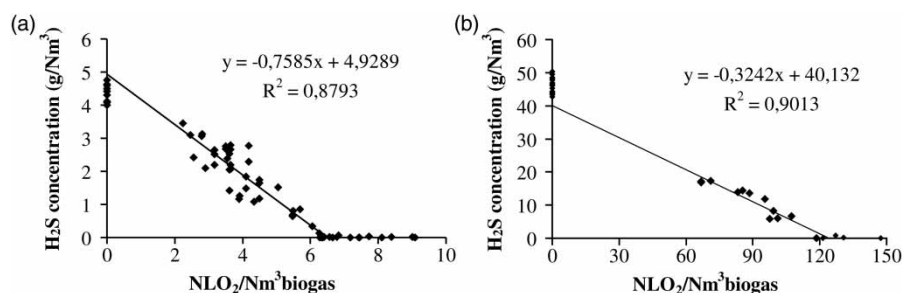 (a)
H₂S concentration (g/Nm³)
6
5
4
3
2
1
0
y = -0,7585x + 4,9289
R² = 0,8793
0 2 4 6 8 10
NLO₂/Nm³biogas
(b)
H₂S concentration (g/Nm³)
60
50
40
30
20
10
0
y = -0,3242x + 40,132
R² = 0,9013
0 30 60 90 120 150
NLO₂/Nm³biogas